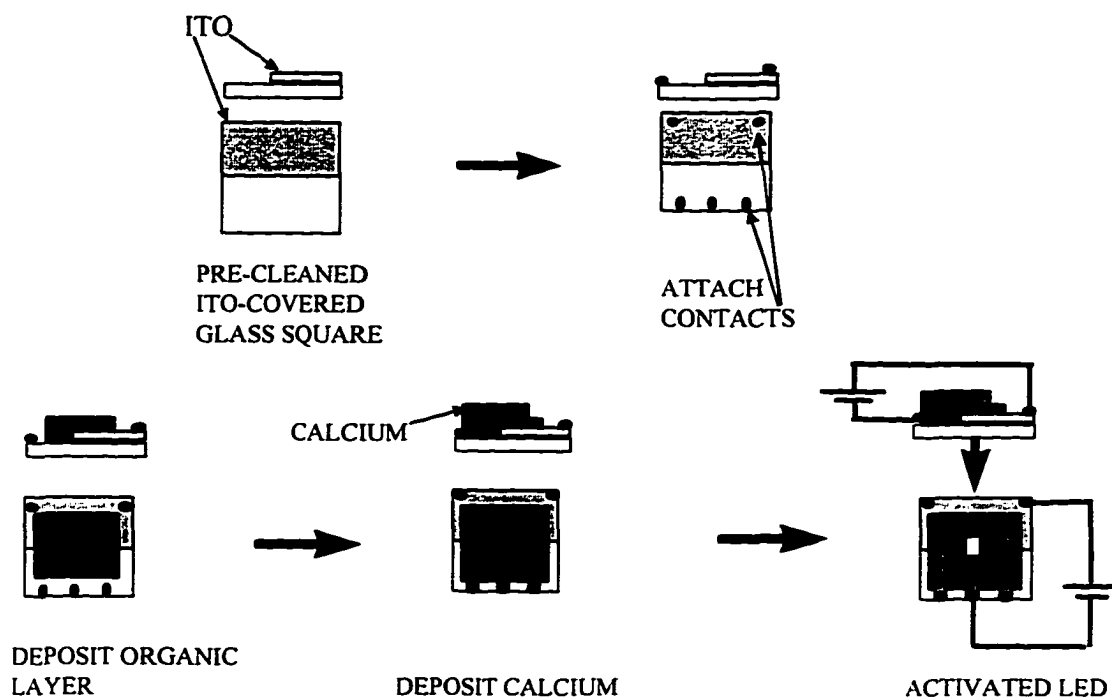 ITO
PRE-CLEANED
ITO-COVERED
GLASS SQUARE
ATTACH
CONTACTS
CALCIUM
DEPOSIT ORGANIC
LAYER
DEPOSIT CALCIUM
ACTIVATED LED